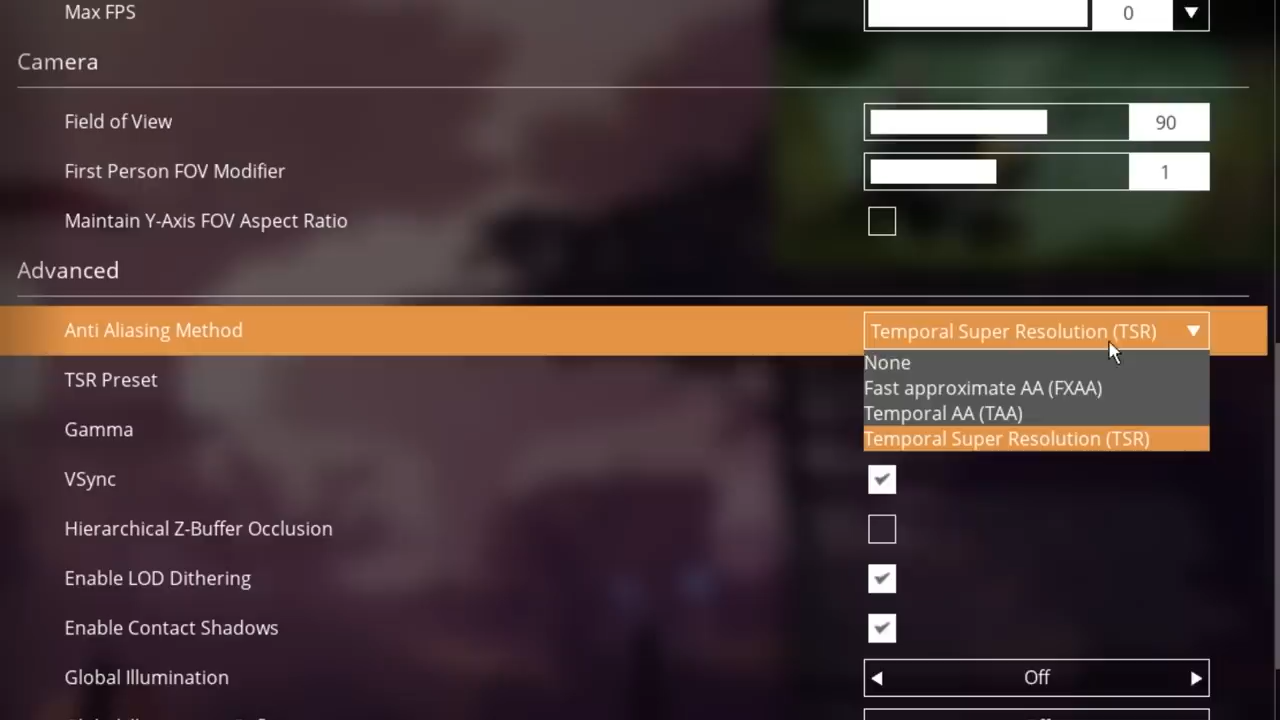 Max FPS 0
Camera
Field of View 90
First Person FOV Modifier 1
Maintain Y-Axis FOV Aspect Ratio
Advanced
Anti Aliasing Method Temporal Super Resolution (TSR)
None
TSR Preset
Fast approximate AA (FXAA)
Temporal AA (TAA)
Gamma
Temporal Super Resolution (TSR)
VSync
Hierarchical Z-Buffer Occlusion
Enable LOD Dithering
Enable Contact Shadows
Global Illumination Off